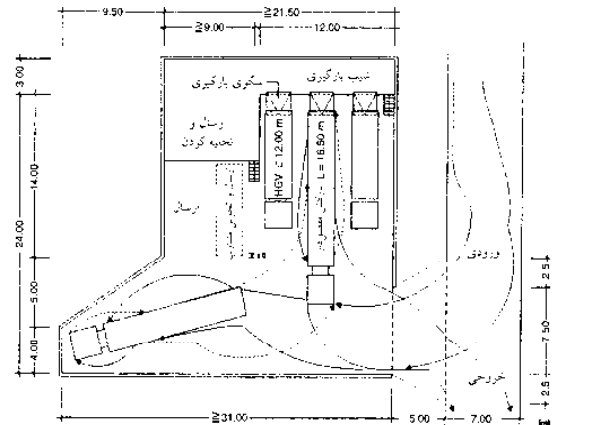 9.50
≧21.50
≧9.00
12.00
3.00
شیب بارگیری
سکوی بارگیری
و
تخلیه کردن
HGV L=12.00 m
L=16.50 m
14.00
24.00
ورودی
5.00
2.5
7.50
4.00
خروجی
2.5
≧31.00
5.00
7.00